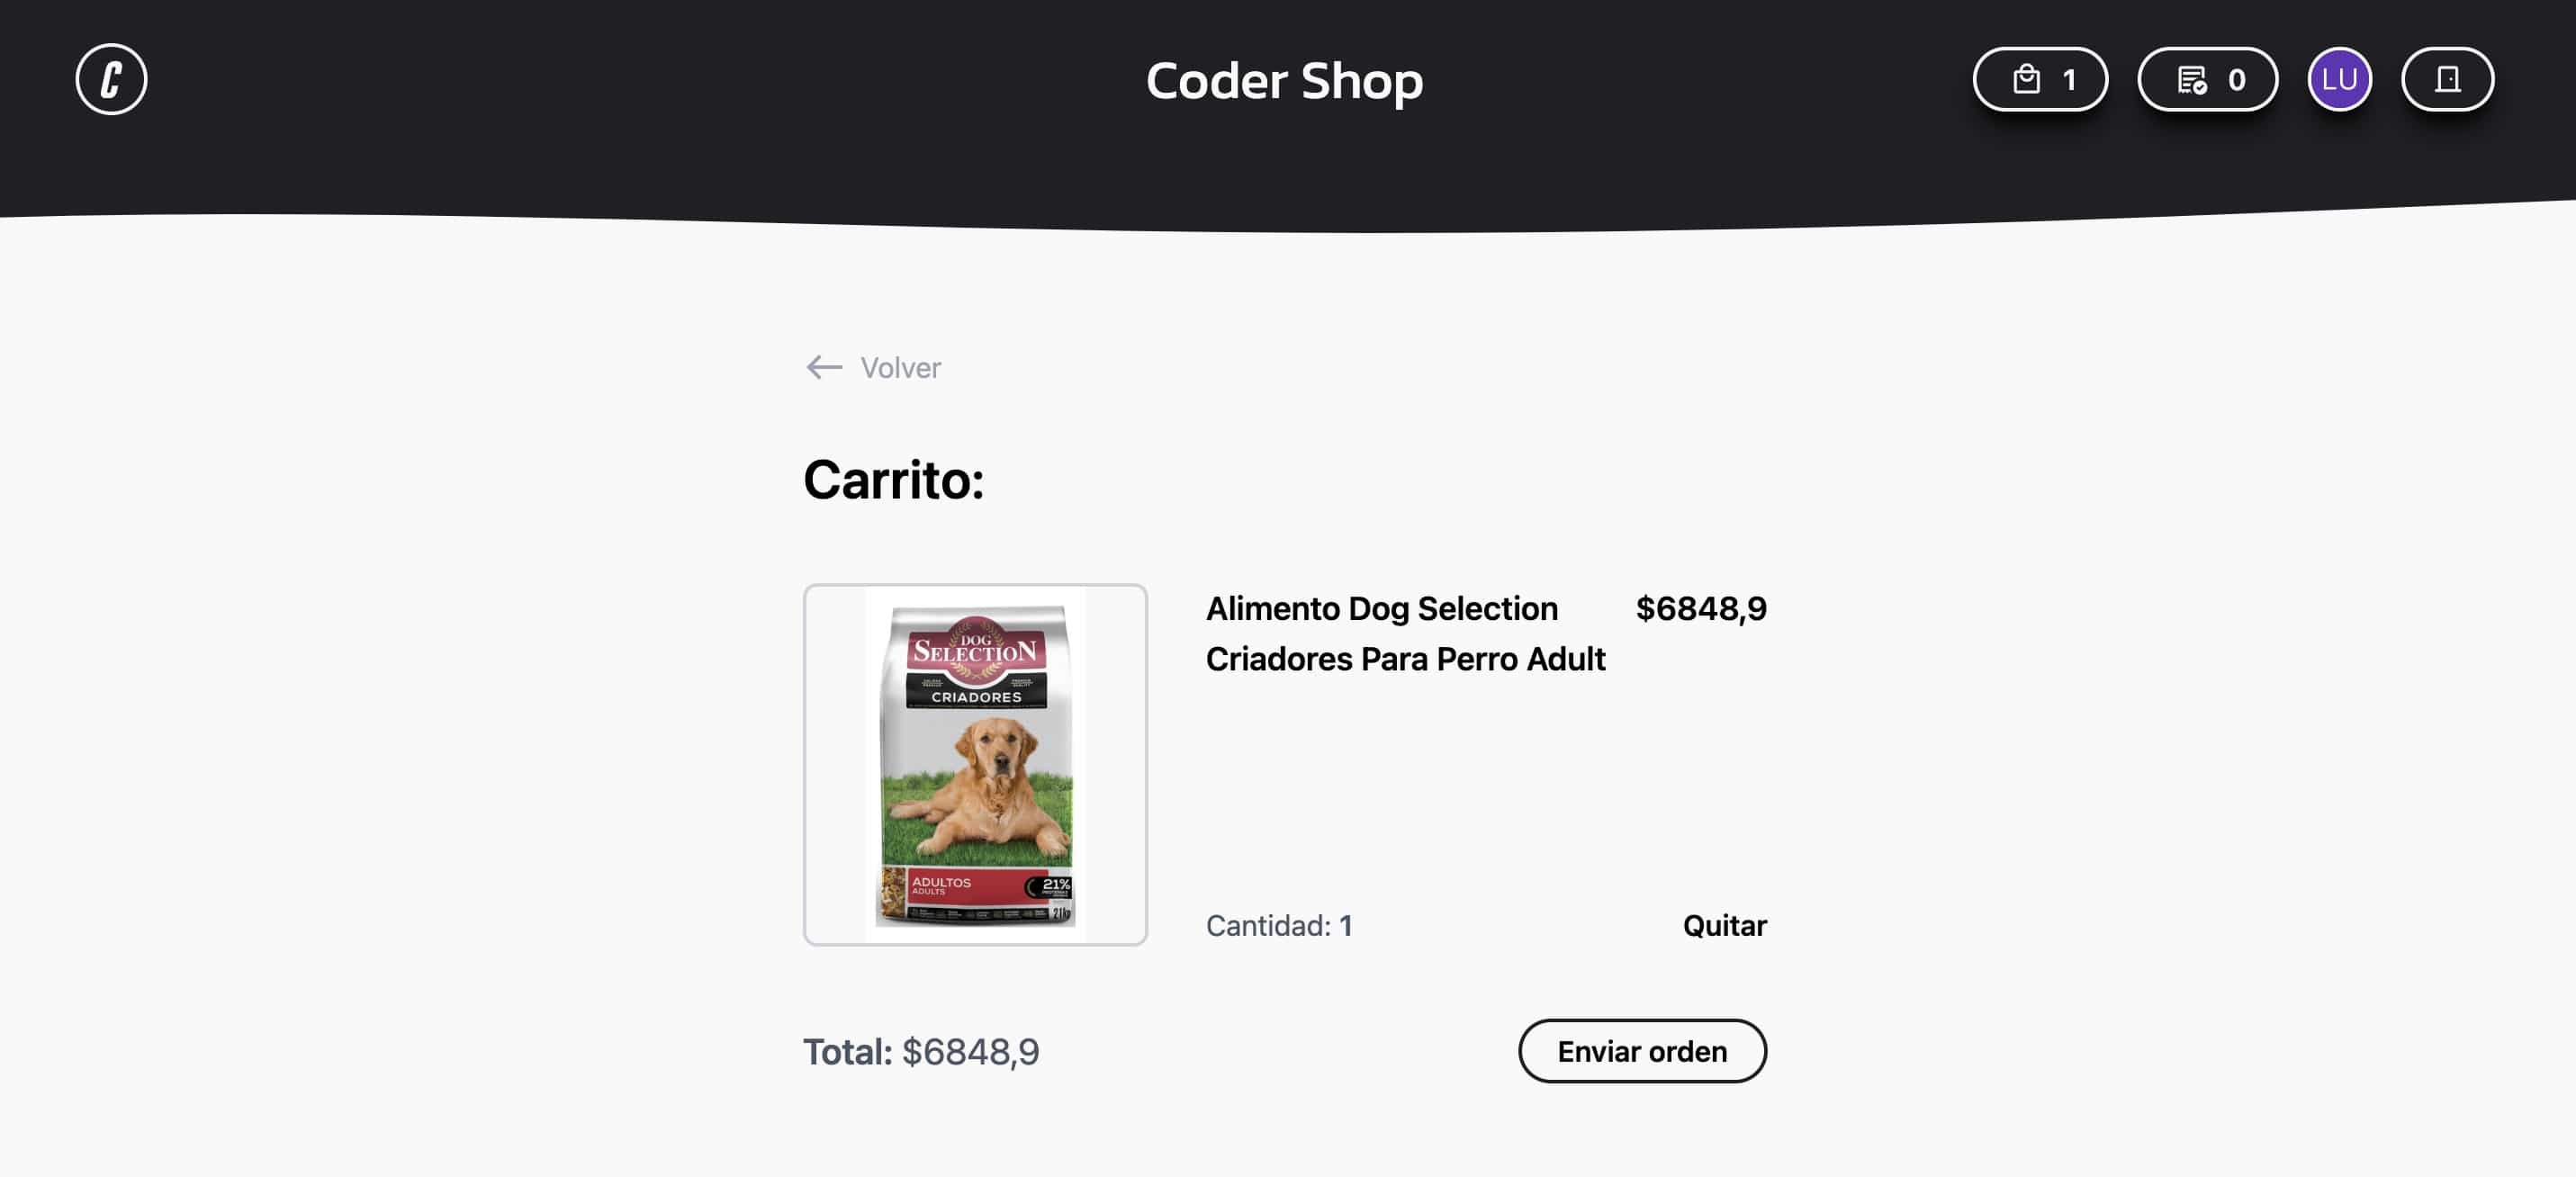 C
Coder Shop
1
0
LU
Volver
Carrito:
DOG
SELECTION
CRIADORES
ADULTOS
ADULTS
21%
Alimento Dog Selection
Criadores Para Perro Adult
$6848,9
Cantidad: 1
Quitar
Total: $6848,9
Enviar orden